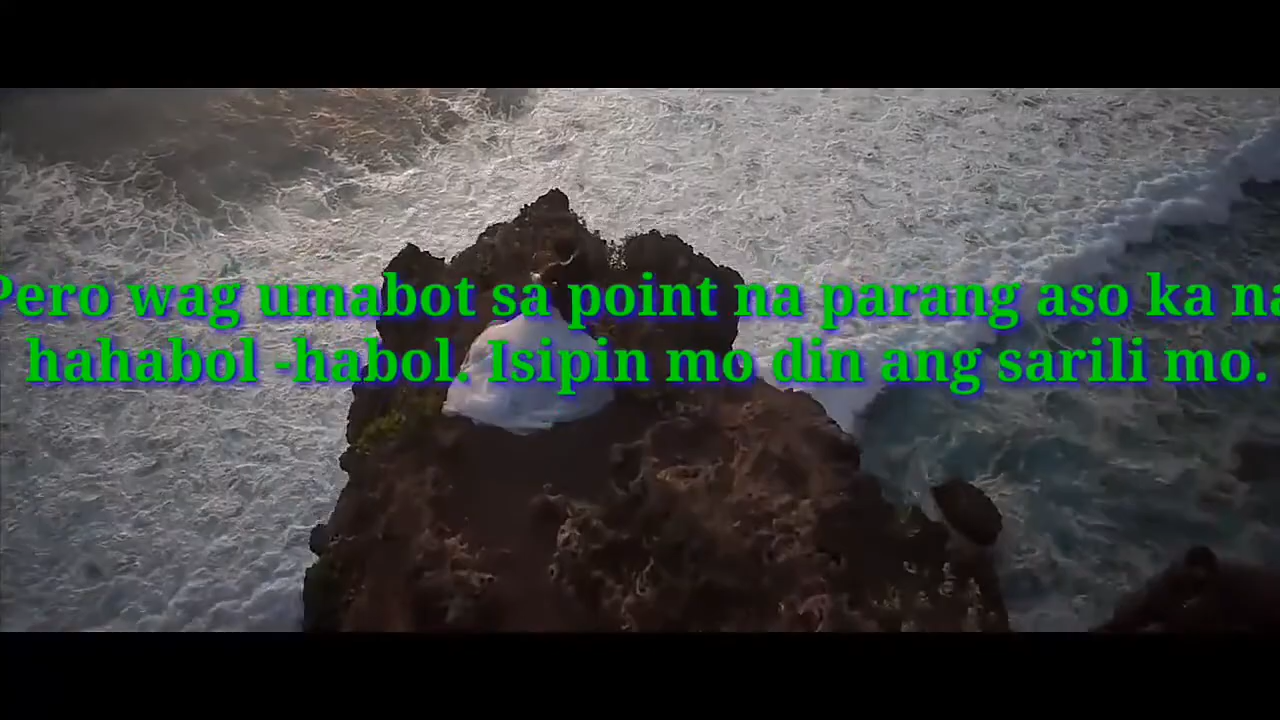 Pero wag umabot sa point na parang aso ka na
hahabol -habol. Isipin mo din ang sarili mo.